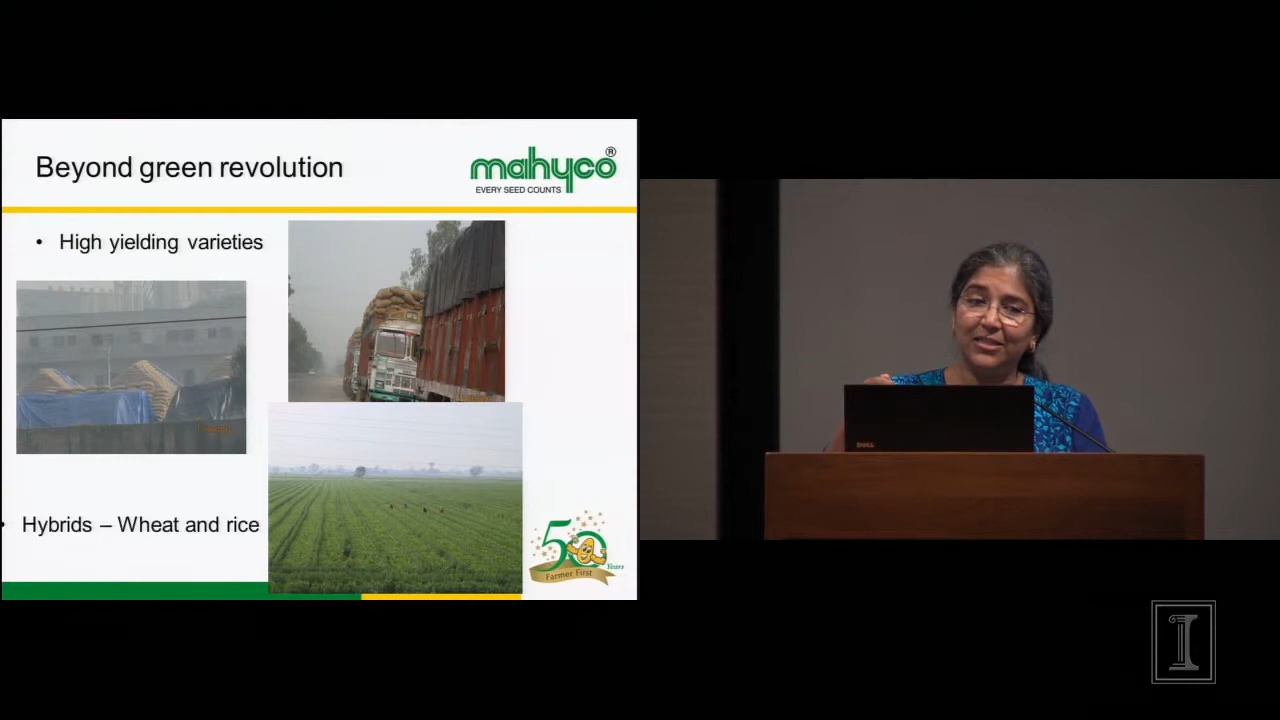 Beyond green revolution
mahyco®
EVERY SEED COUNTS
• High yielding varieties
• Hybrids – Wheat and rice
50
Years
Farmer First
DELL
I